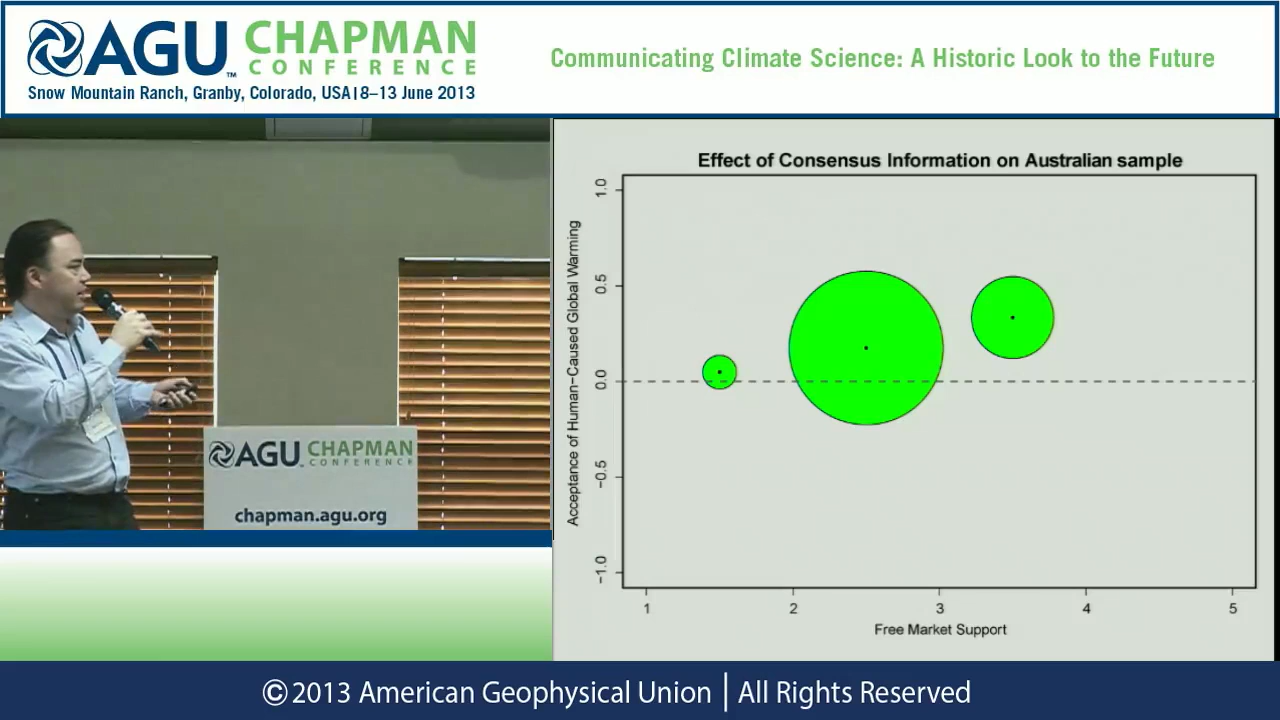 AGU CHAPMAN
™ CONFERENCE
Snow Mountain Ranch, Granby, Colorado, USA|8–13 June 2013
Communicating Climate Science: A Historic Look to the Future
Effect of Consensus Information on Australian sample
Acceptance of Human−Caused Global Warming
1.0
0.5
0.0
−0.5
−1.0
1 2 3 4 5
Free Market Support
AGU CHAPMAN
CONFERENCE
chapman.agu.org
©2013 American Geophysical Union | All Rights Reserved